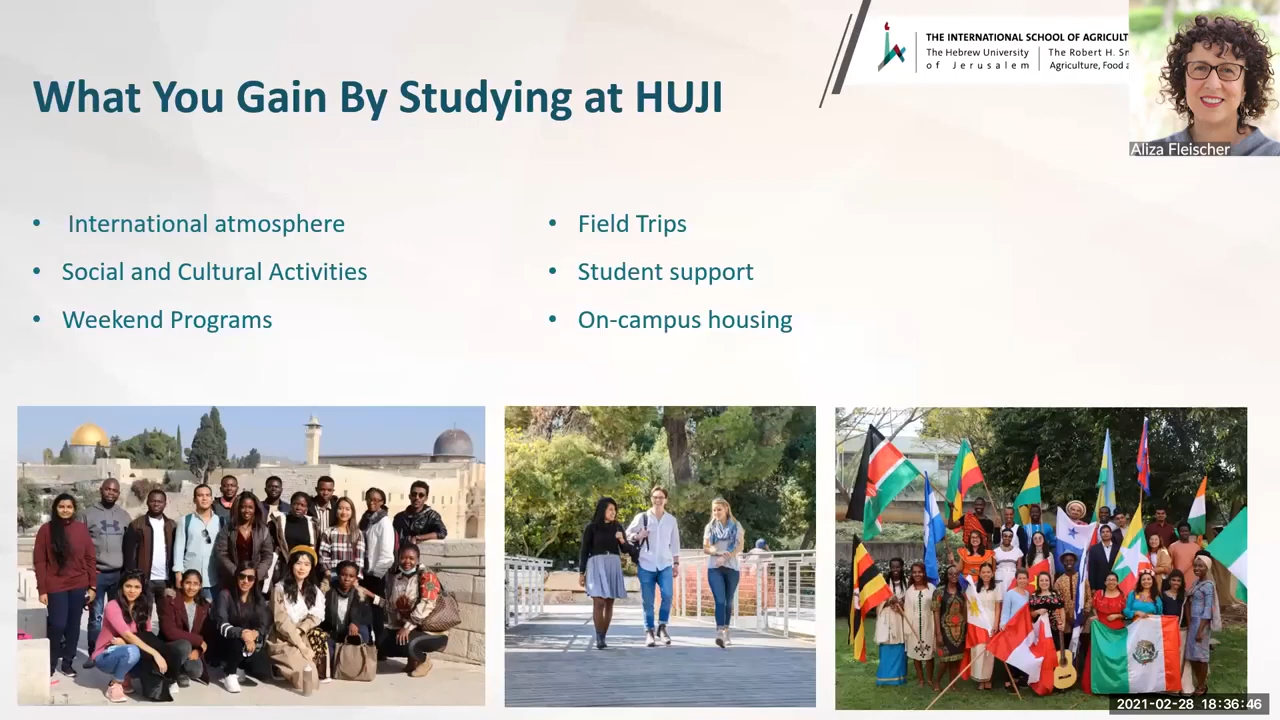 THE INTERNATIONAL SCHOOL OF AGRICULT
The Hebrew University
of Jerusalem
The Robert H. Sm
Agriculture, Food a
Aliza Fleischer
What You Gain By Studying at HUJI
• International atmosphere
• Social and Cultural Activities
• Weekend Programs
• Field Trips
• Student support
• On-campus housing
2021-02-28 18:36:46